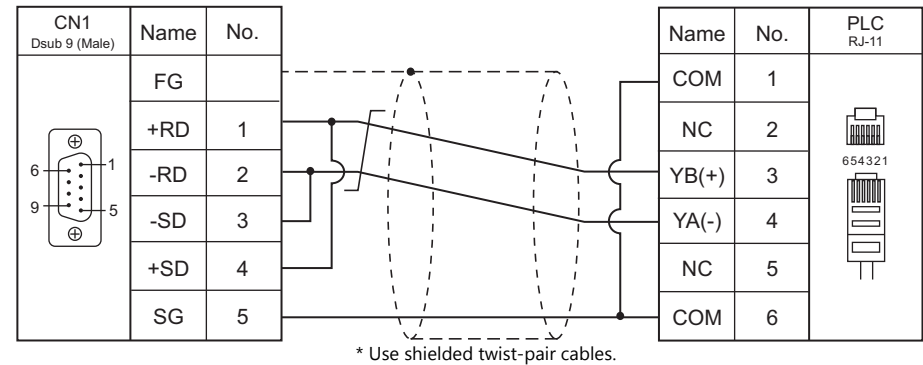 CN1
Dsub 9 (Male)
Name
No.
FG
+RD
1
-RD
2
-SD
3
+SD
4
SG
5
6
1
9
5
Name
No.
PLC
RJ-11
COM
1
NC
2
YB(+)
3
YA(-)
4
NC
5
COM
6
654321
* Use shielded twist-pair cables.